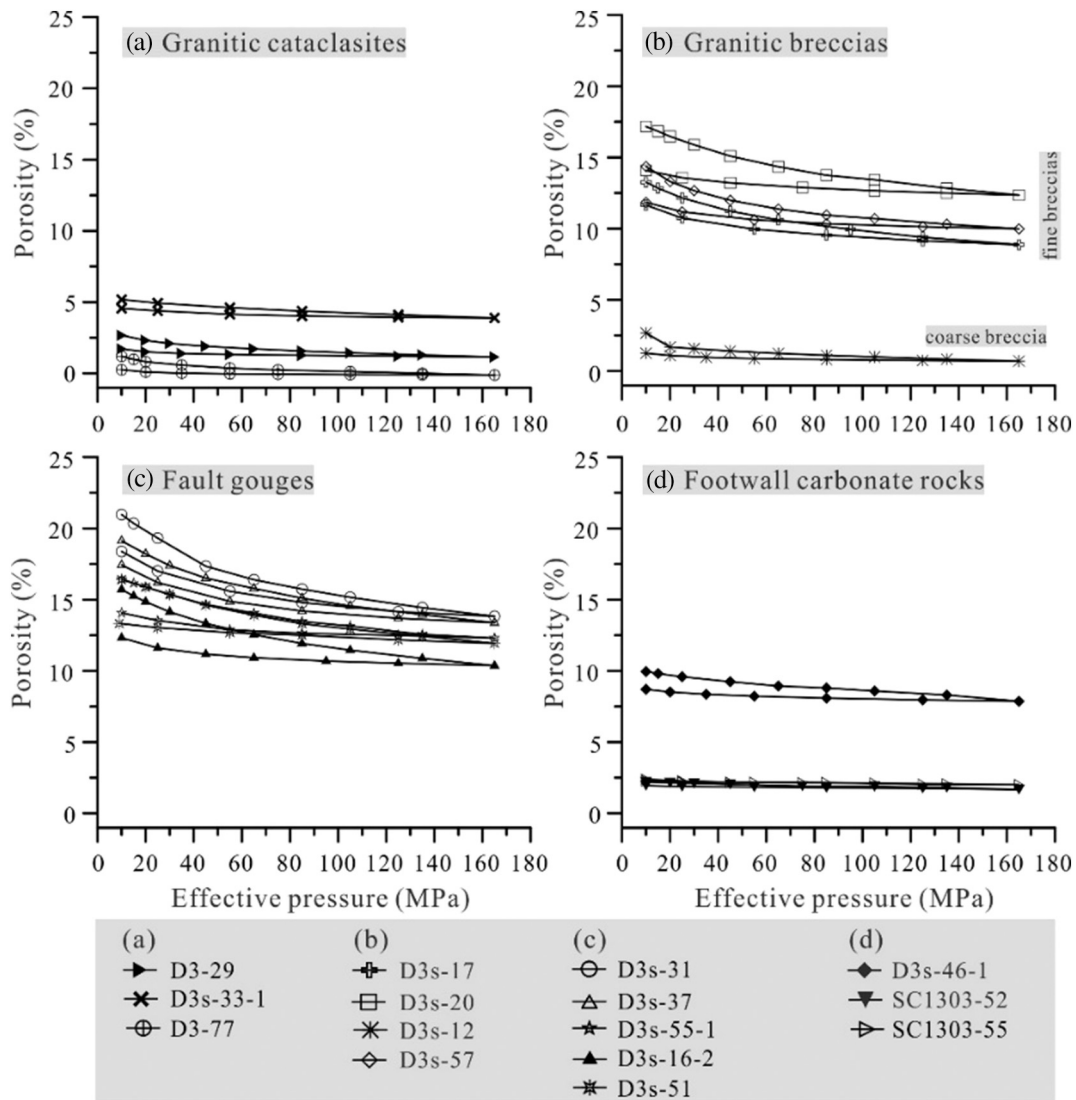 (a) Granitic cataclasites
25
20
15
10
5
0
Porosity (%)
0 20 40 60 80 100 120 140 160 180
(b) Granitic breccias
25
20
15
10
5
0
Porosity (%)
fine breccias
coarse breccia
0 20 40 60 80 100 120 140 160 180
(c) Fault gouges
25
20
15
10
5
0
Porosity (%)
0 20 40 60 80 100 120 140 160 180
Effective pressure (MPa)
(d) Footwall carbonate rocks
25
20
15
10
5
0
Porosity (%)
0 20 40 60 80 100 120 140 160 180
Effective pressure (MPa)
(a)
D3-29
D3s-33-1
D3-77
(b)
D3s-17
D3s-20
D3s-12
D3s-57
(c)
D3s-31
D3s-37
D3s-55-1
D3s-16-2
D3s-51
(d)
D3s-46-1
SC1303-52
SC1303-55